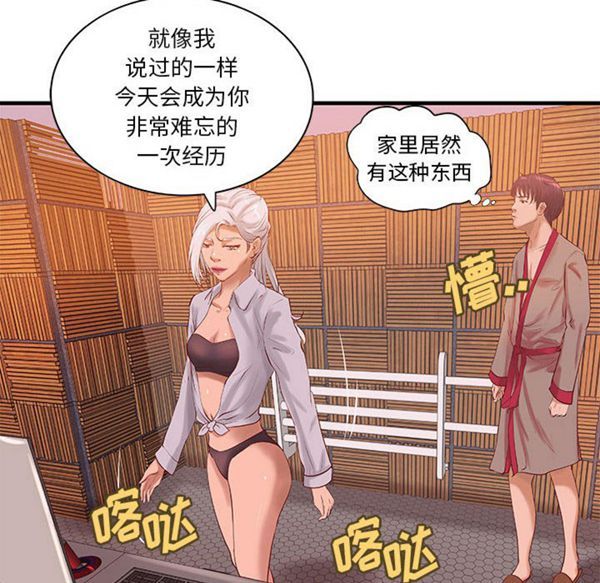 就像我
说过的一样
今天会成为你
非常难忘的
一次经历
家里居然
有这种东西
懵..
喀哒
喀哒